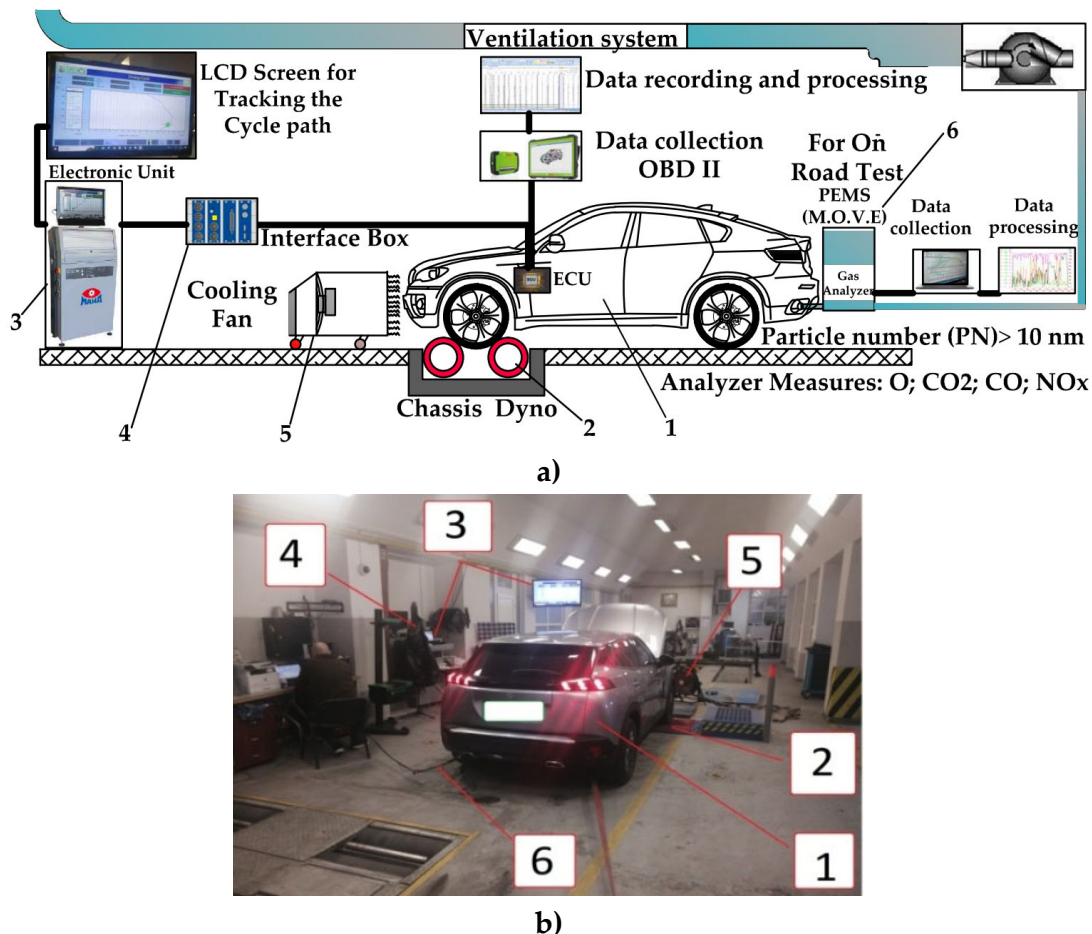 Ventilation system
LCD Screen for
Tracking the
Cycle path
Data recording and processing
Data collection
OBD II
For On̄
Road Test
PEMS
(M.O.V.E)
6
Data
collection
Data
processing
Electronic Unit
MAHA
3
Interface Box
4
Cooling
Fan
5
ECU
Gas
Analyzer
Particle number (PN)> 10 nm
Analyzer Measures: O; CO2; CO; NOx
Chassis Dyno
2
1
a)
4
3
5
2
6
1
b)